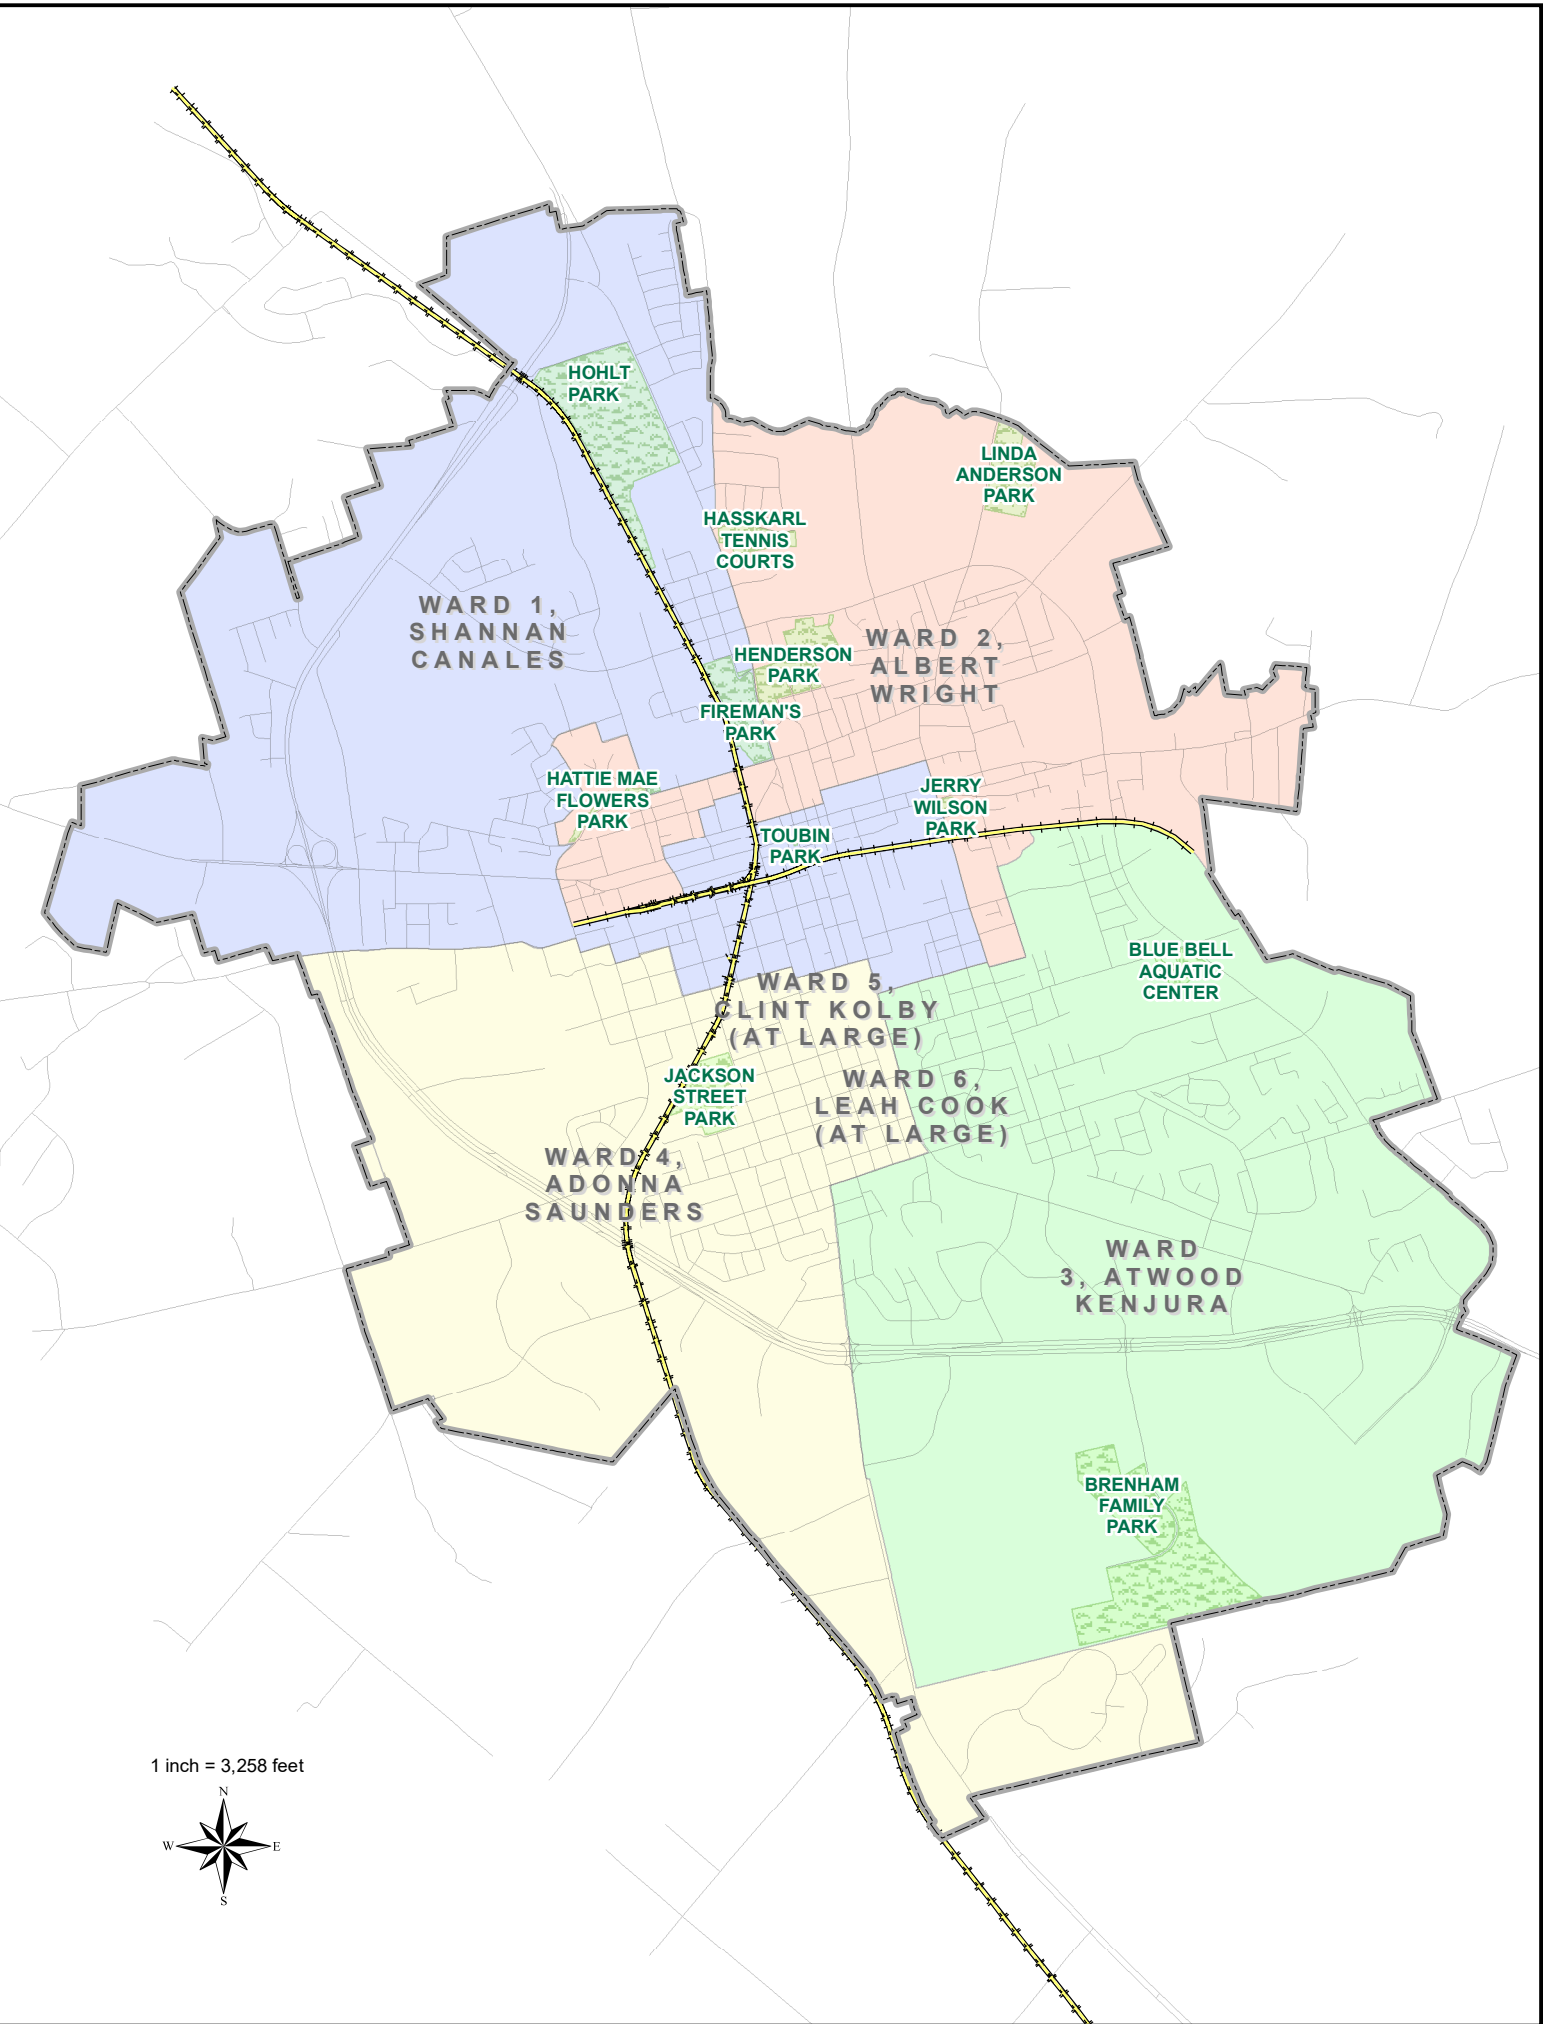 HOHLT
PARK
LINDA
ANDERSON
PARK
HASSKARL
TENNIS
COURTS
WARD 1,
SHANNAN
CANALES
WARD 2,
ALBERT
WRIGHT
HENDERSON
PARK
FIREMAN'S
PARK
HATTIE MAE
FLOWERS
PARK
JERRY
WILSON
PARK
TOUBIN
PARK
BLUE BELL
AQUATIC
CENTER
WARD 5,
CLINT KOLBY
(AT LARGE)
JACKSON
STREET
PARK
WARD 6,
LEAH COOK
(AT LARGE)
WARD 4,
ADONNA
SAUNDERS
WARD
3, ATWOOD
KENJURA
BRENHAM
FAMILY
PARK
1 inch = 3,258 feet
N
W
E
S